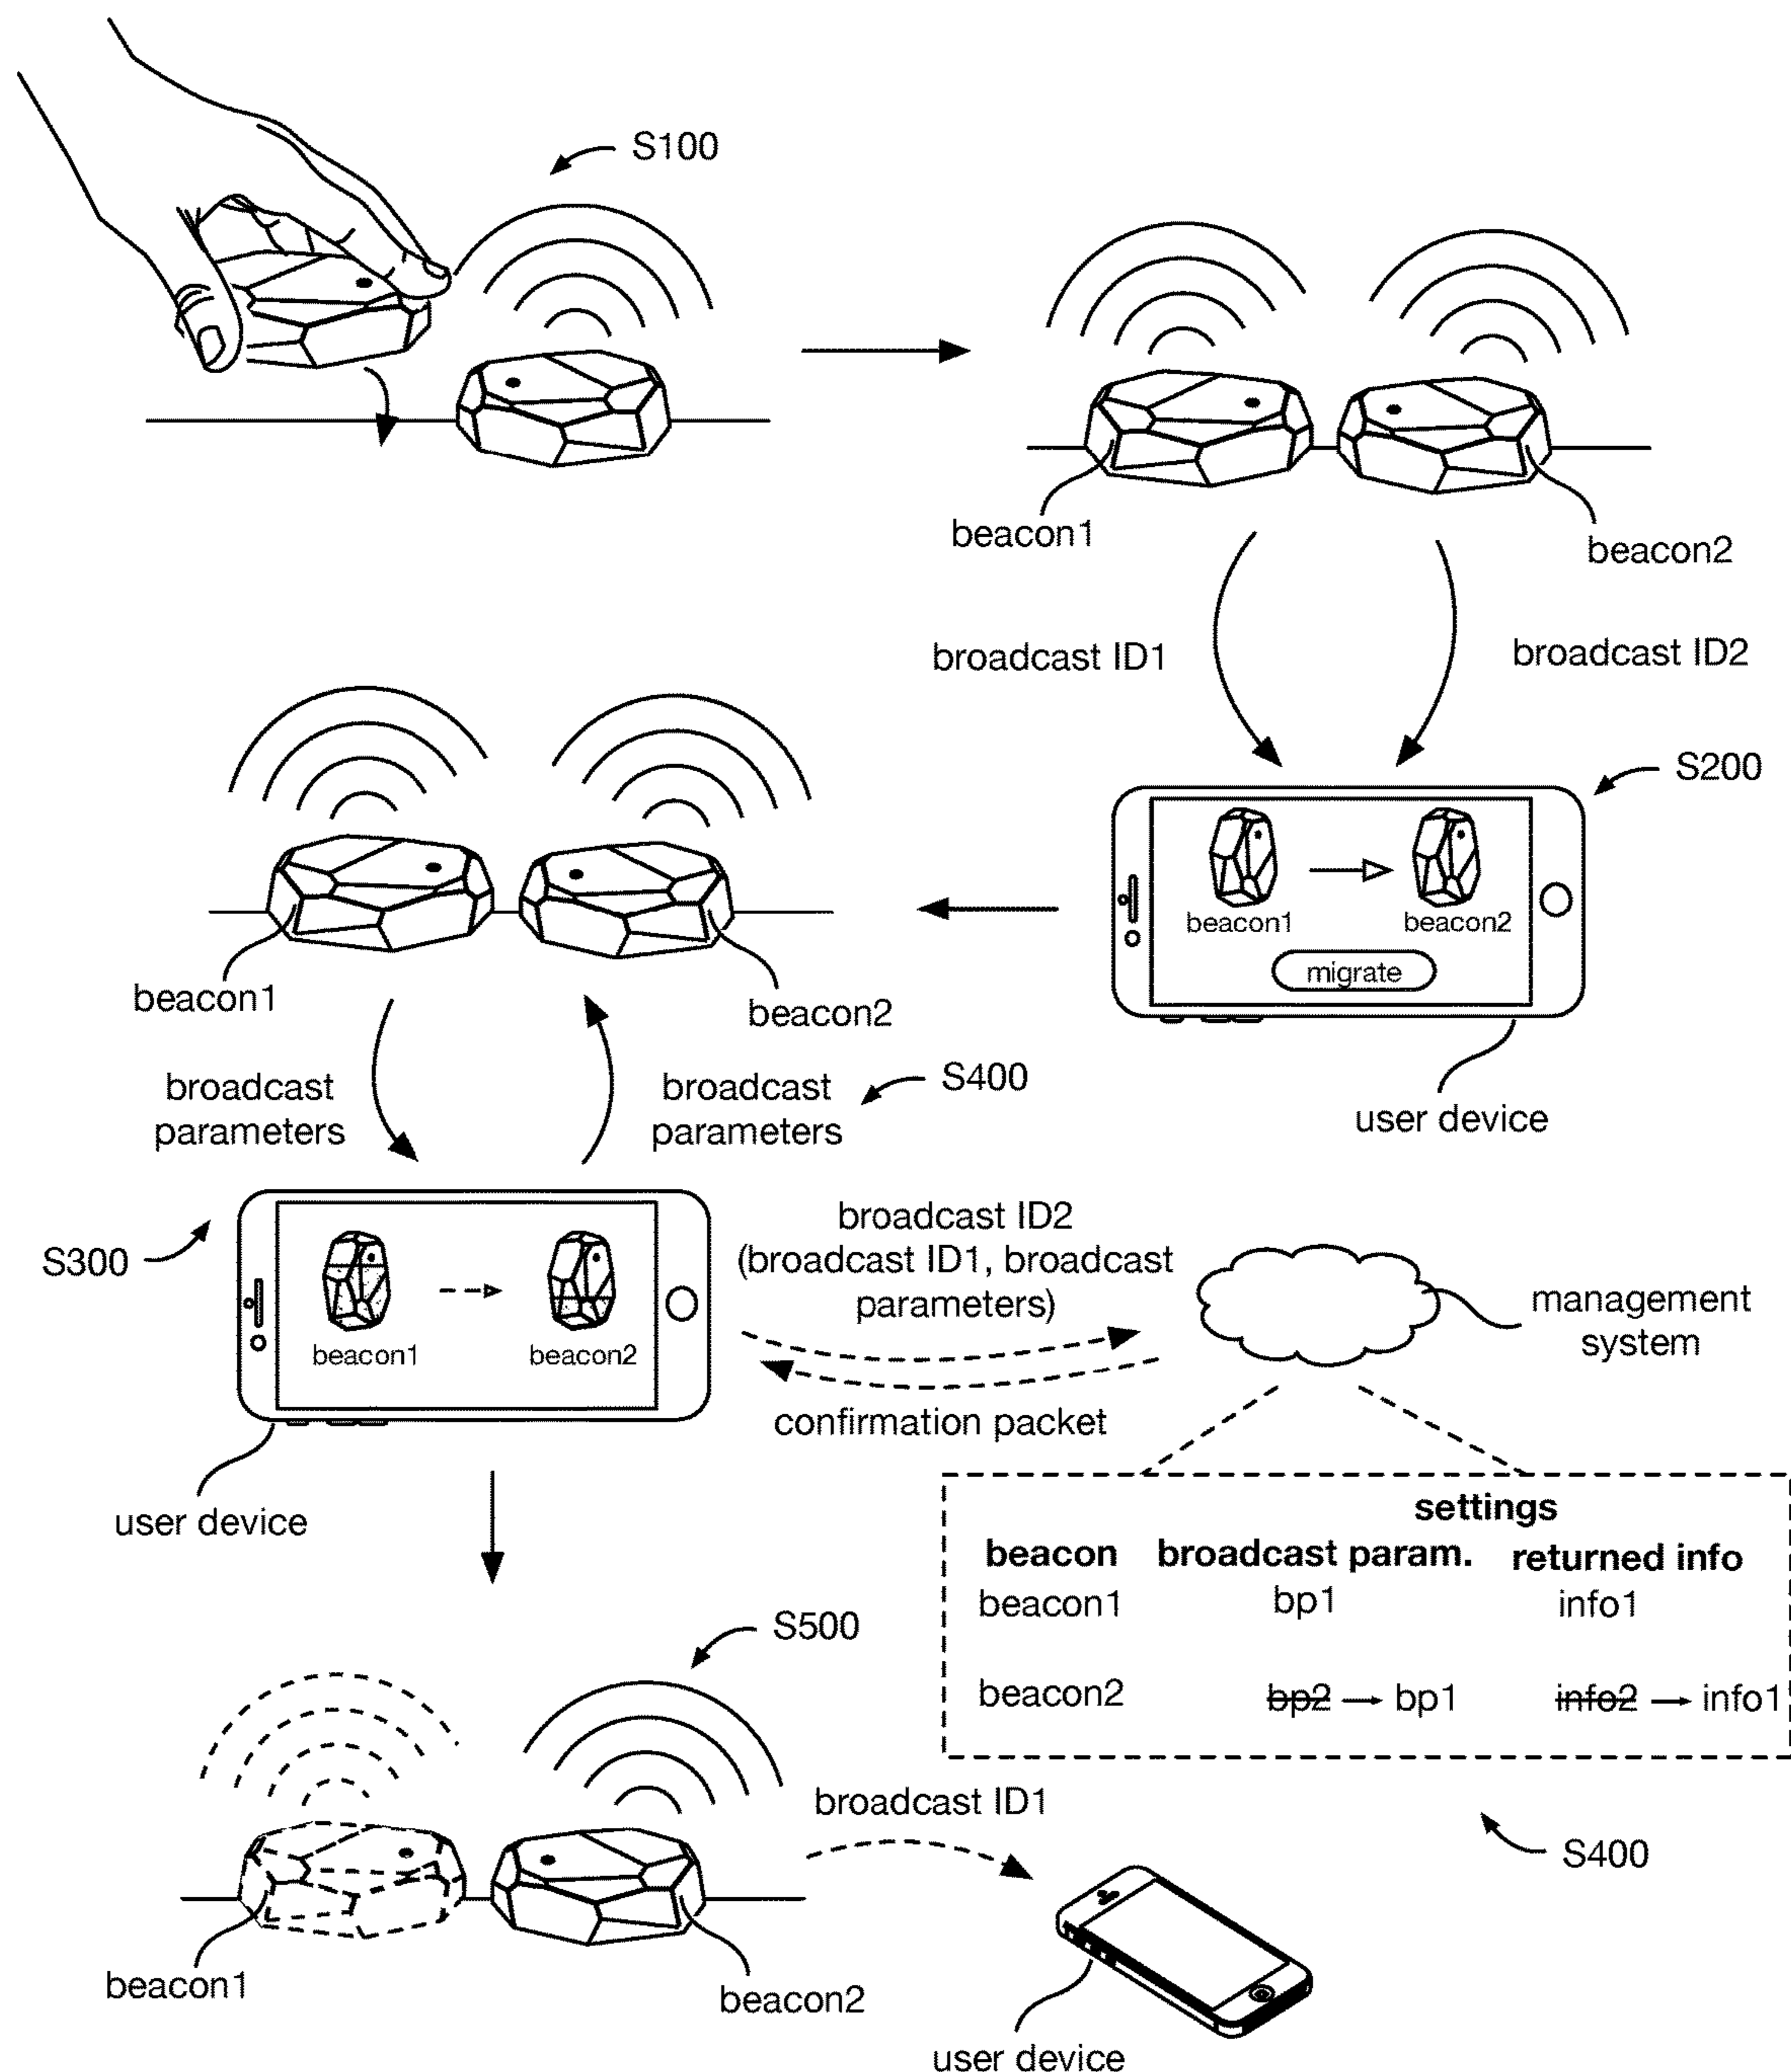 S100
beacon1
beacon2
broadcast ID1
broadcast ID2
S200
beacon1
beacon2
migrate
user device
beacon1
beacon2
broadcast
parameters
broadcast
parameters
S400
S300
beacon1
beacon2
user device
broadcast ID2
(broadcast ID1, broadcast
parameters)
confirmation packet
management
system
settings
beacon broadcast param. returned info
beacon1 bp1 info1
beacon2 bp2 → bp1 info2 → info1
S400
S500
broadcast ID1
beacon1
beacon2
user device